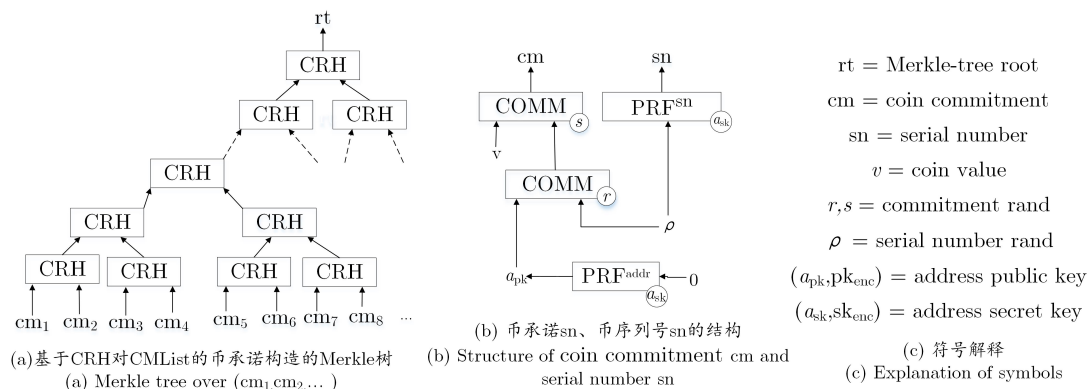 rt
CRH
CRH CRH
CRH
CRH CRH
CRH CRH CRH CRH
cm1 cm2 cm3 cm4 cm5 cm6 cm7 cm8 ...
(a)基于CRH对CMList的币承诺构造的Merkle树
(a) Merkle tree over (cm1,cm2,... )
cm sn
COMM s PRFsn ask
v
COMM r
ρ
apk PRFaddr ask 0
(b) 币承诺sn、币序列号sn的结构
(b) Structure of coin commitment cm and
serial number sn
rt = Merkle-tree root
cm = coin commitment
sn = serial number
v = coin value
r,s = commitment rand
ρ = serial number rand
(apk,pkenc) = address public key
(ask,skenc) = address secret key
(c) 符号解释
(c) Explanation of symbols